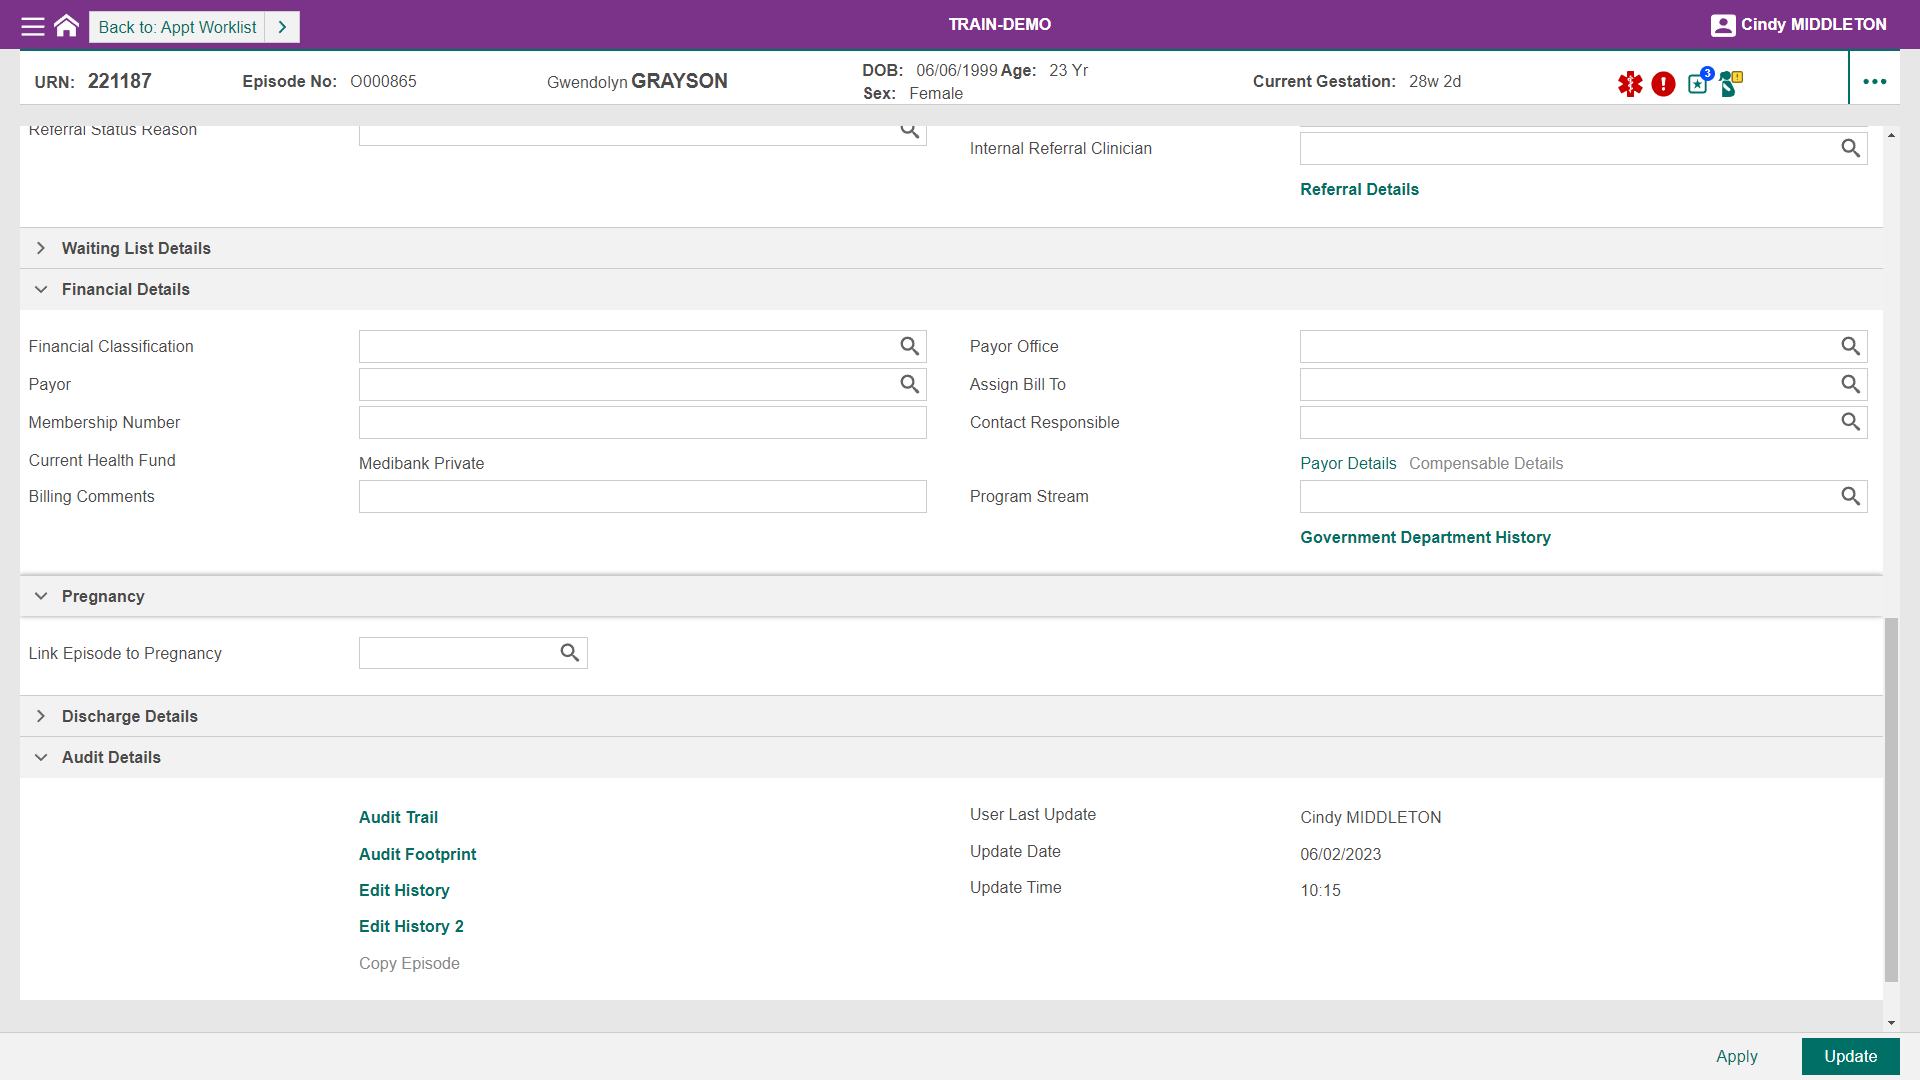 Back to: Appt Worklist
TRAIN-DEMO
Cindy MIDDLETON
URN: 221187
Episode No: O000865
Gwendolyn GRAYSON
DOB: 06/06/1999 Age: 23 Yr
Sex: Female
Current Gestation: 28w 2d
3
Referral Status Reason
Internal Referral Clinician
Referral Details
Waiting List Details
Financial Details
Financial Classification
Payor Office
Payor
Assign Bill To
Membership Number
Contact Responsible
Current Health Fund
Medibank Private
Payor Details Compensable Details
Billing Comments
Program Stream
Government Department History
Pregnancy
Link Episode to Pregnancy
Discharge Details
Audit Details
Audit Trail
User Last Update
Cindy MIDDLETON
Audit Footprint
Update Date
06/02/2023
Edit History
Update Time
10:15
Edit History 2
Copy Episode
Apply
Update